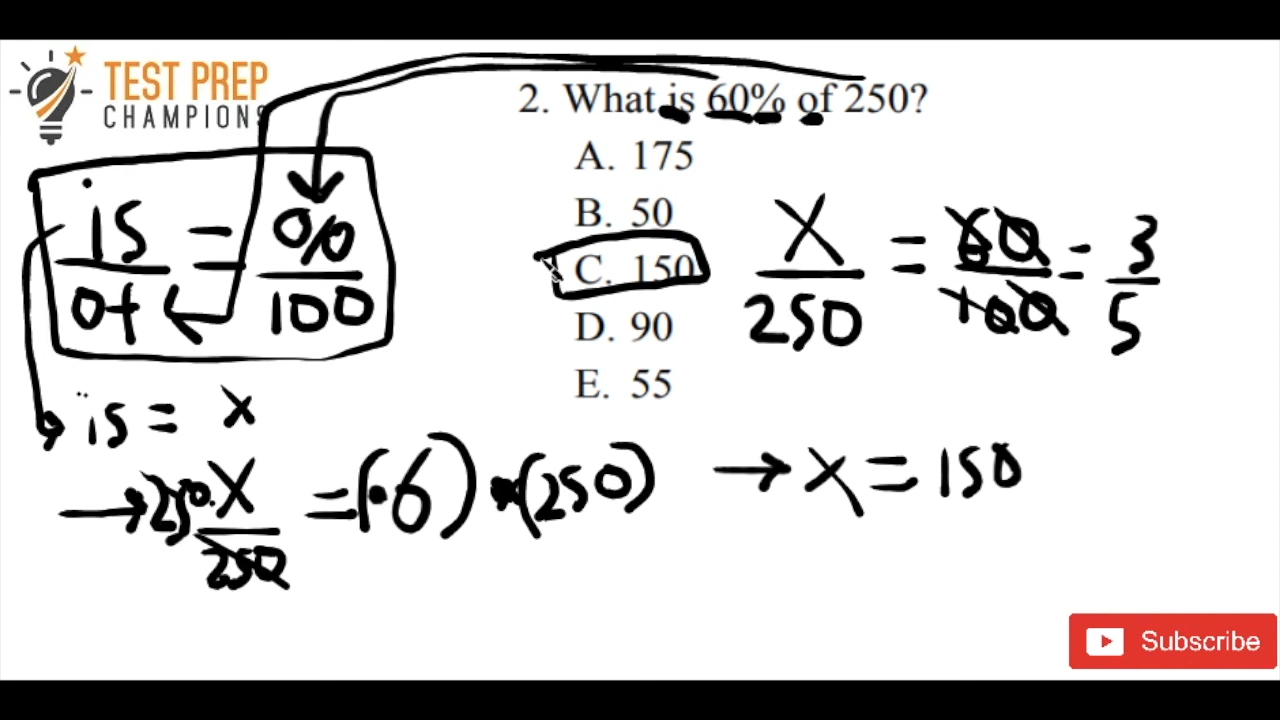 TEST PREP
CHAMPIONS
2. What is 60% of 250?
A. 175
B. 50
C. 150
D. 90
E. 55
is/of = %/100
X/250 = 60/100 = 3/5
is = x
→ 250 · X/250 = (.6) · (250) → x = 150
Subscribe